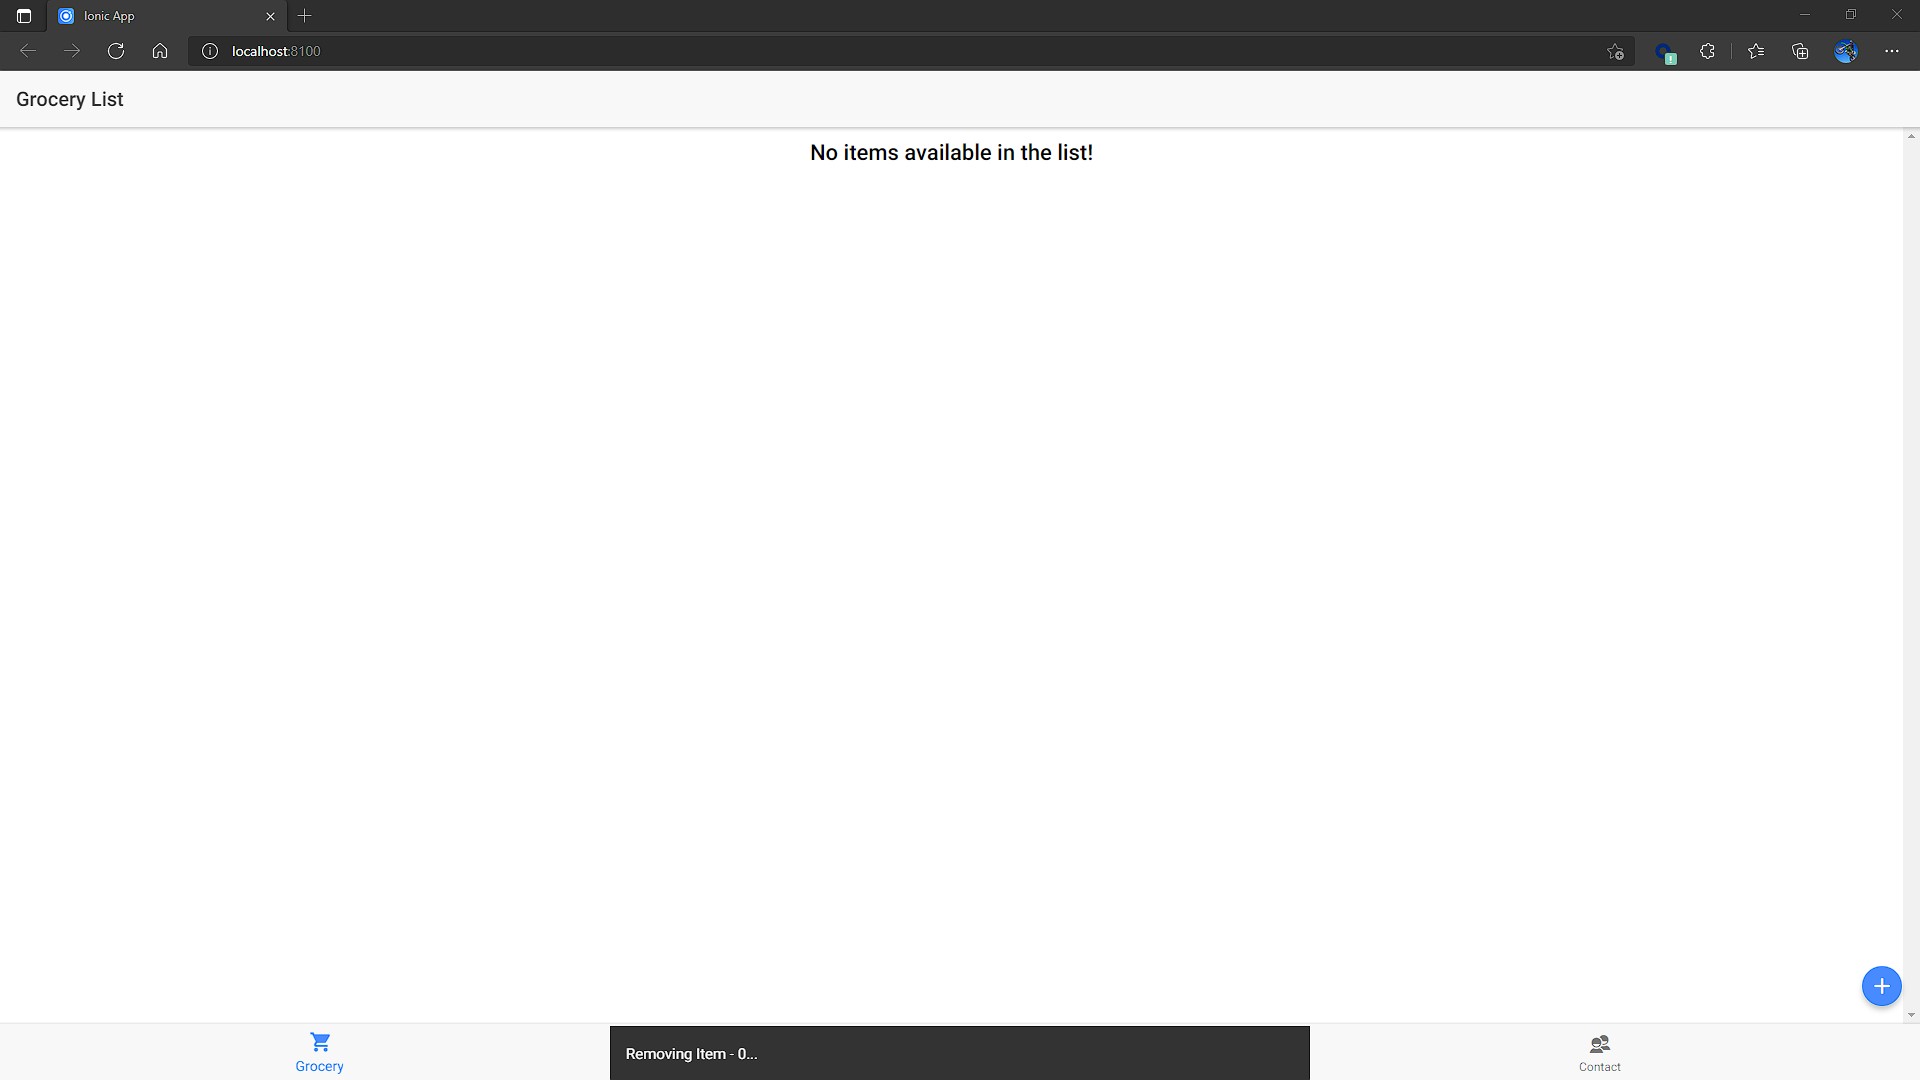 Ionic App
localhost:8100
Grocery List
No items available in the list!
Grocery
Removing Item - 0...
Contact